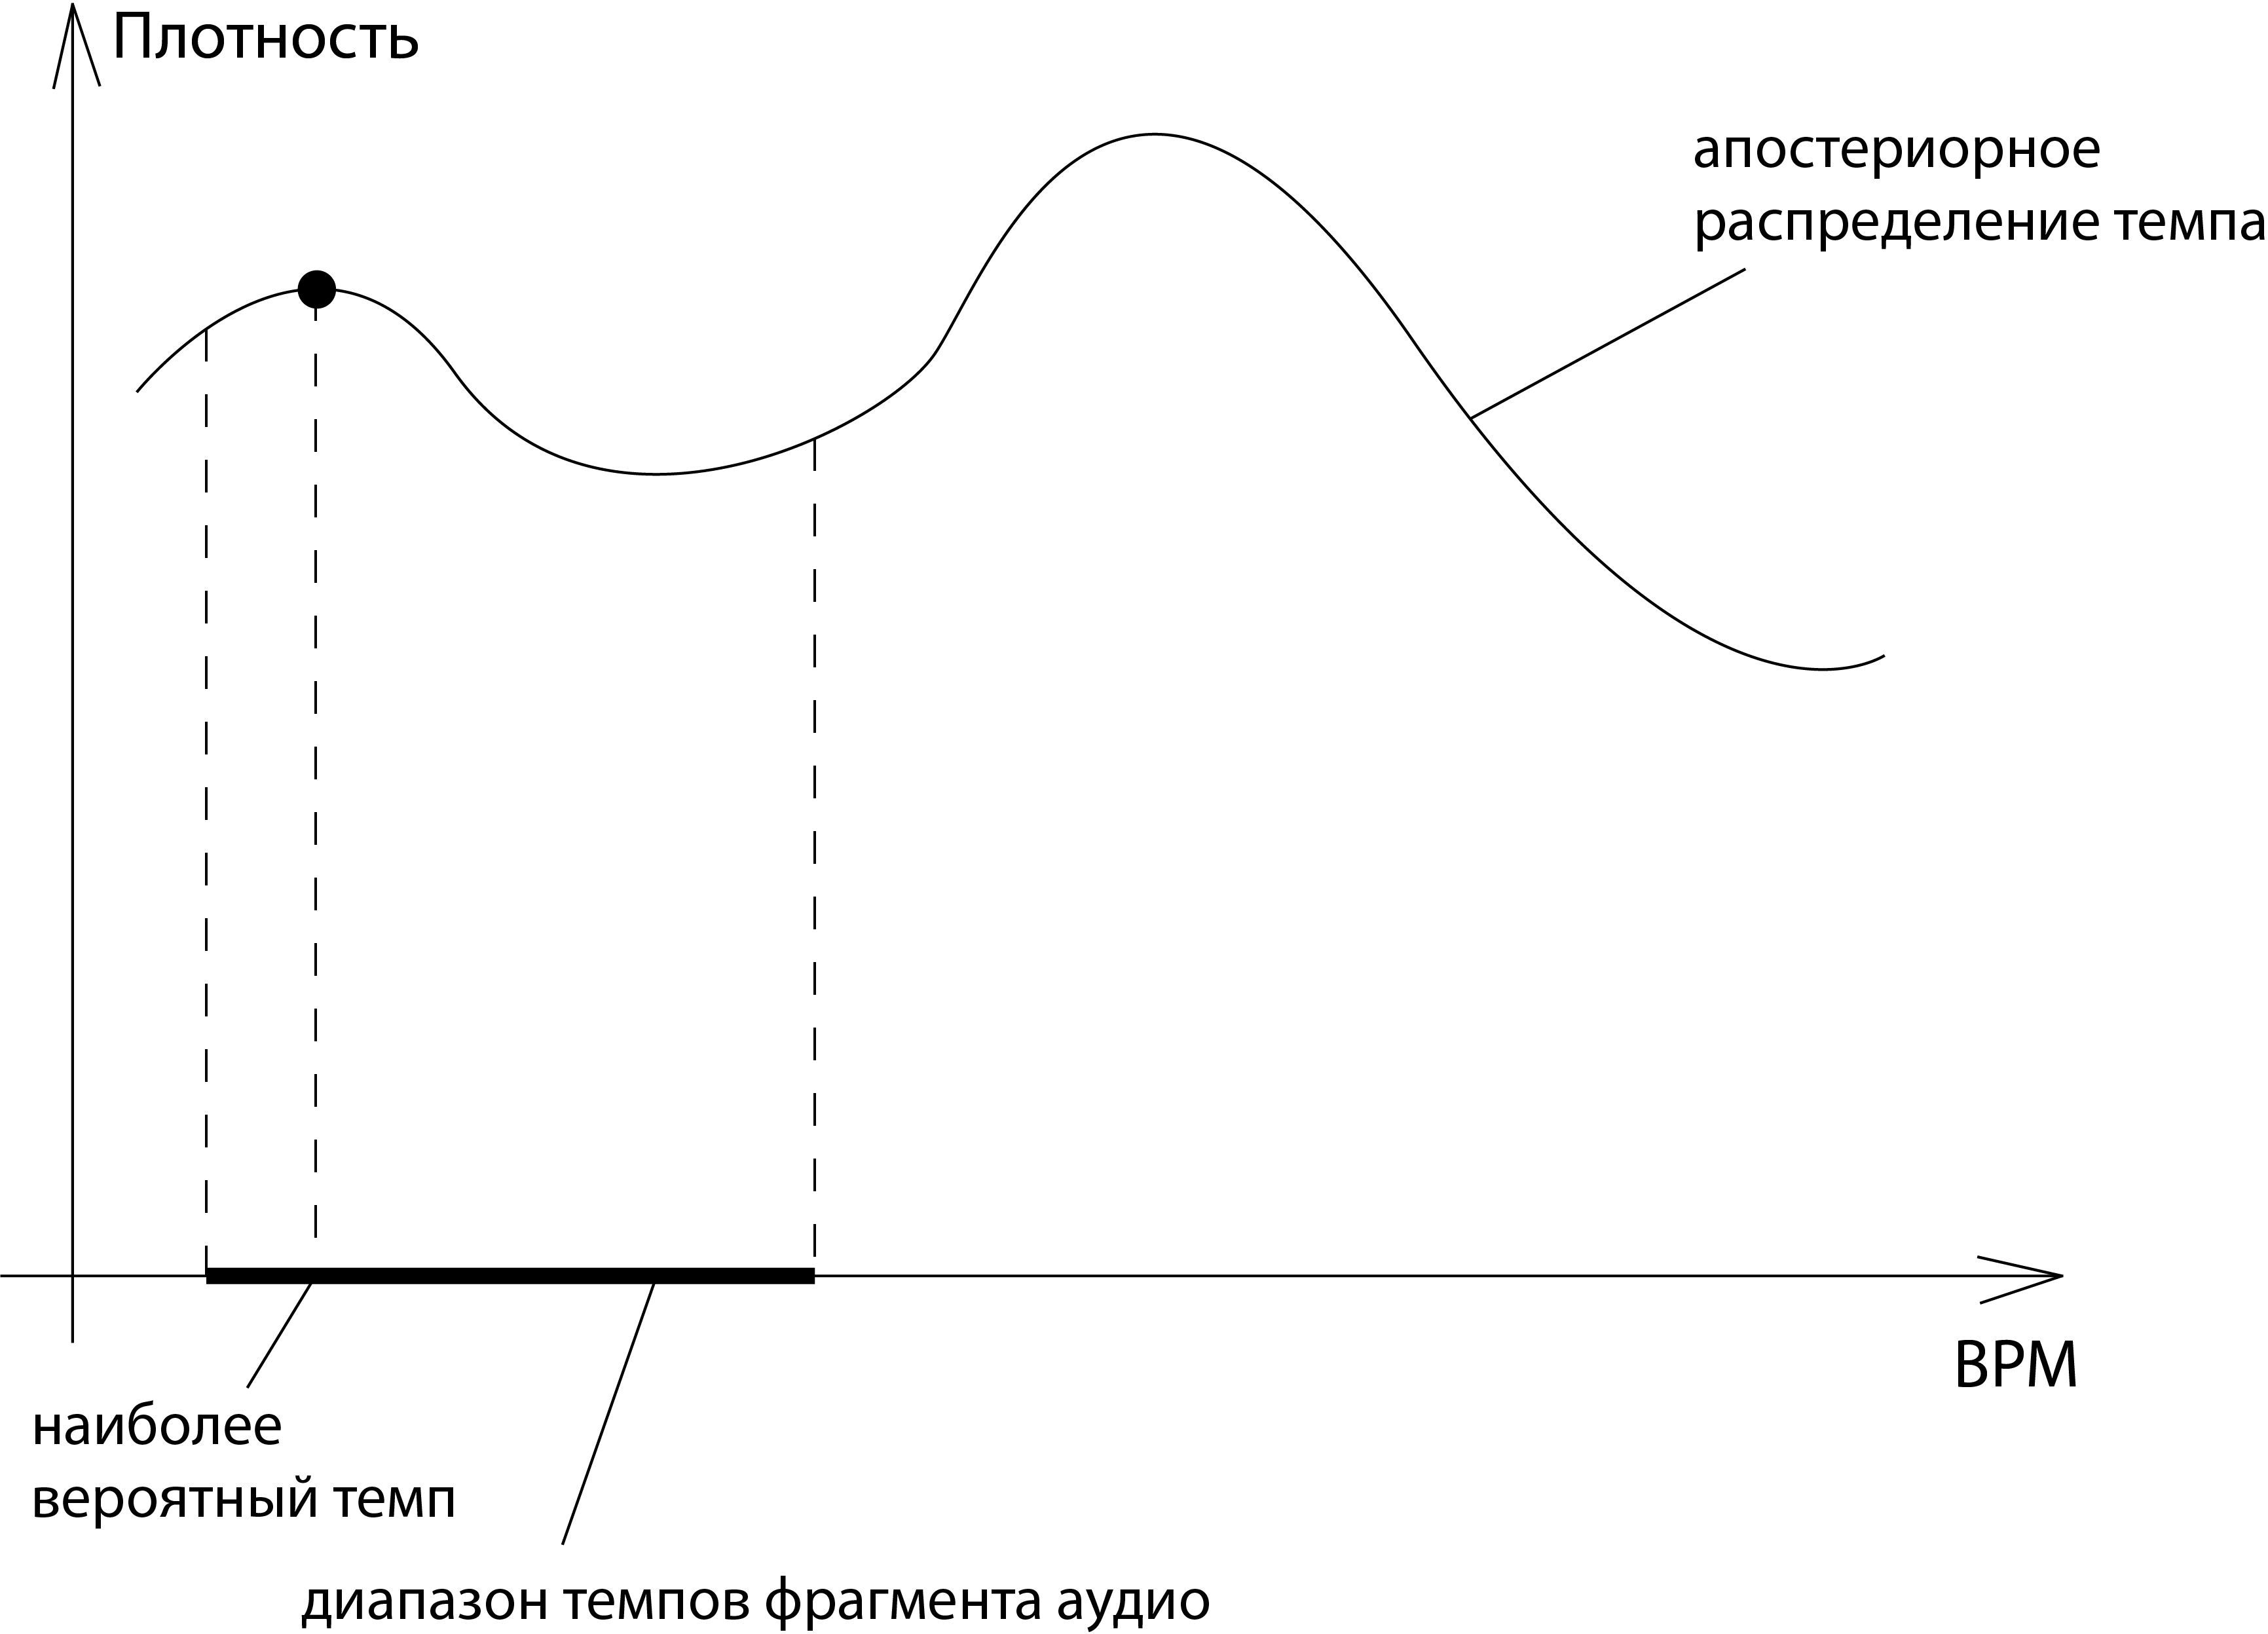 Плотность
апостериорное
распределение темпа
BPM
наиболее
вероятный темп
диапазон темпов фрагмента аудио